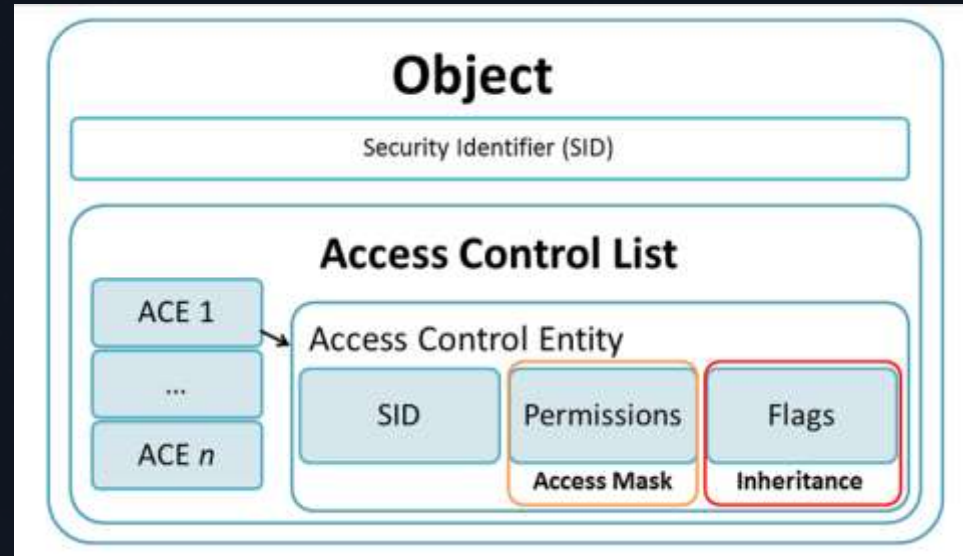 Object
Security Identifier (SID)
Access Control List
ACE 1
...
ACE n
Access Control Entity
SID
Permissions
Flags
Access Mask
Inheritance